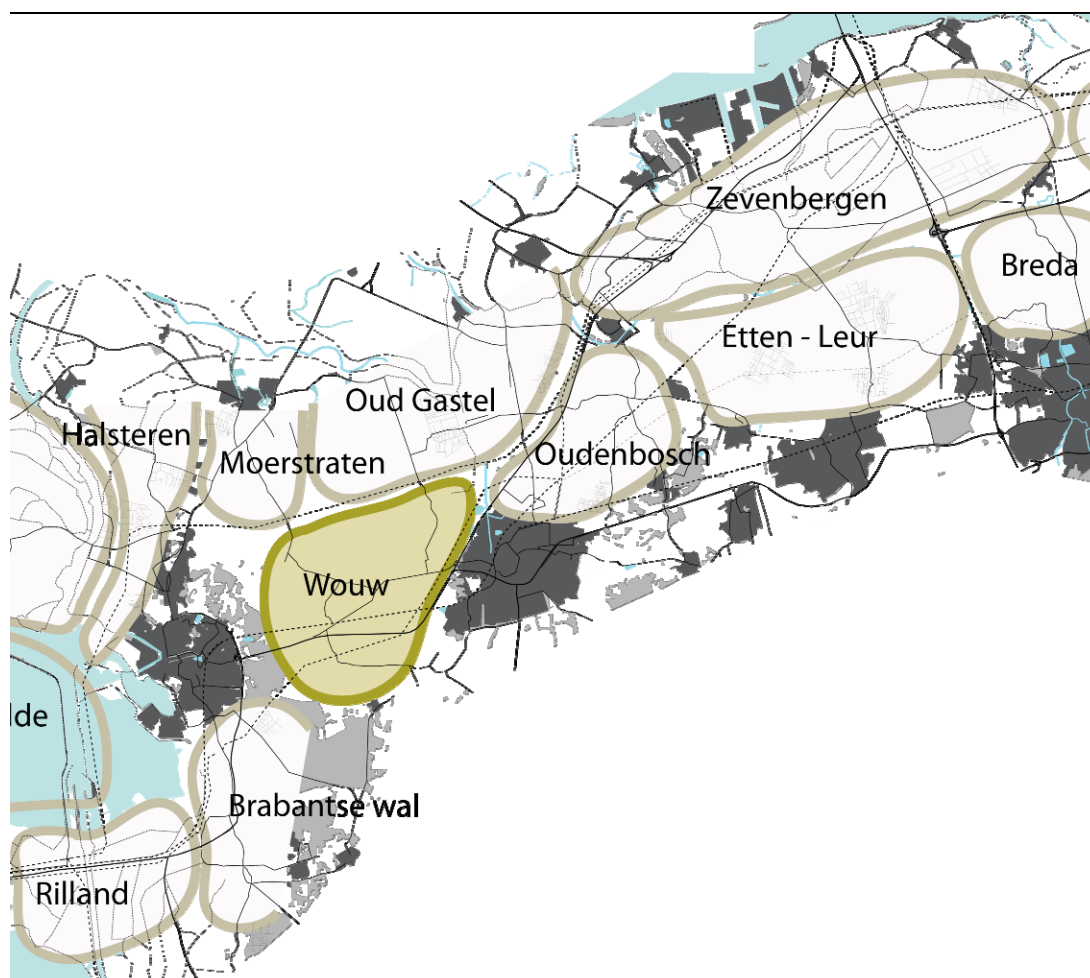 Zevenbergen
Breda
Etten - Leur
Oud Gastel
Halsteren
Moerstraten
Oudenbosch
Wouw
lde
Brabantse wal
Rilland